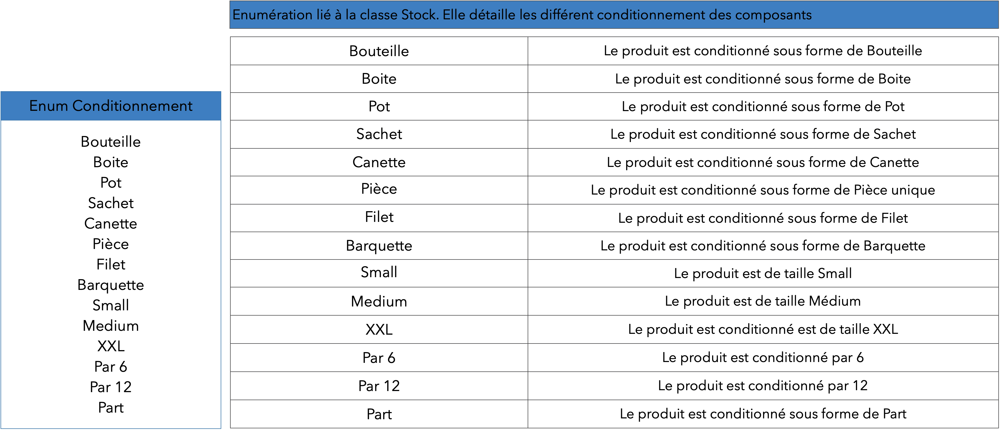 Enumération lié à la classe Stock. Elle détaille les différent conditionnement des composants
Enum Conditionnement
Bouteille
Boite
Pot
Sachet
Canette
Pièce
Filet
Barquette
Small
Medium
XXL
Par 6
Par 12
Part
Bouteille Le produit est conditionné sous forme de Bouteille
Boite Le produit est conditionné sous forme de Boite
Pot Le produit est conditionné sous forme de Pot
Sachet Le produit est conditionné sous forme de Sachet
Canette Le produit est conditionné sous forme de Canette
Pièce Le produit est conditionné sous forme de Pièce unique
Filet Le produit est conditionné sous forme de Filet
Barquette Le produit est conditionné sous forme de Barquette
Small Le produit est de taille Small
Medium Le produit est de taille Médium
XXL Le produit est conditionné est de taille XXL
Par 6 Le produit est conditionné par 6
Par 12 Le produit est conditionné par 12
Part Le produit est conditionné sous forme de Part